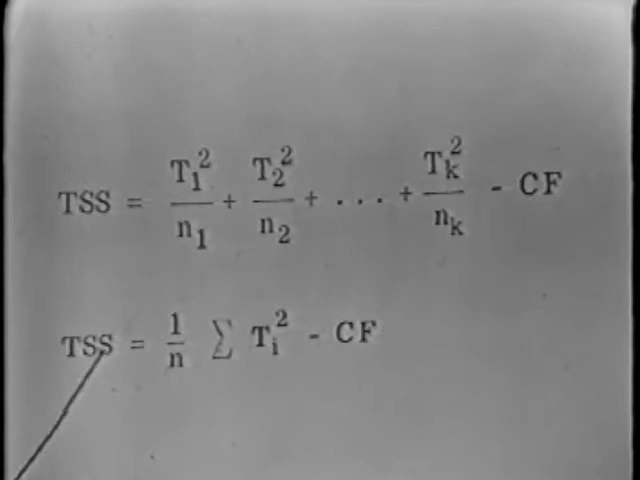 TSS = T₁²/n₁ + T₂²/n₂ + . . . . + Tₖ²/nₖ - CF
TSS = 1/n ∑ Tᵢ² - CF